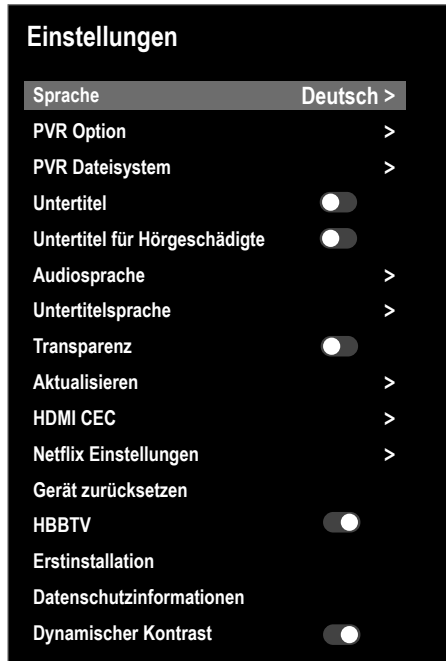 Einstellungen
Sprache Deutsch >
PVR Option >
PVR Dateisystem >
Untertitel
Untertitel für Hörgeschädigte
Audiosprache >
Untertitelsprache >
Transparenz
Aktualisieren >
HDMI CEC >
Netflix Einstellungen >
Gerät zurücksetzen
HBBTV
Erstinstallation
Datenschutzinformationen
Dynamischer Kontrast